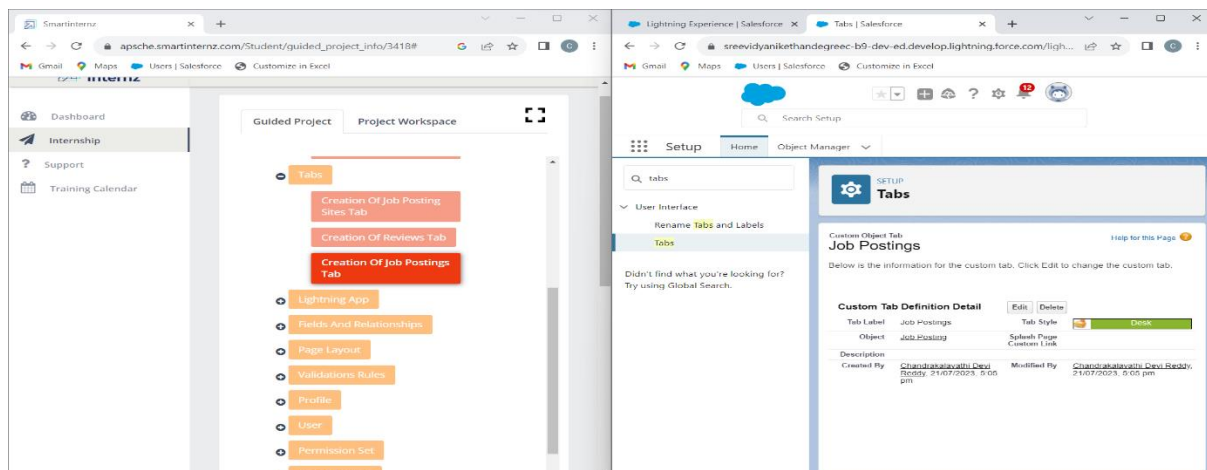 Smartinternz
apsche.smartinternz.com/Student/guided_project_info/3418#
Gmail Maps Users | Salesforce Customize in Excel
internz
Dashboard
Internship
Support
Training Calendar
Guided Project Project Workspace
Tabs
Creation Of Job Posting
Sites Tab
Creation Of Reviews Tab
Creation Of Job Postings
Tab
Lightning App
Fields And Relationships
Page Layout
Validations Rules
Profile
User
Permission Set
Lightning Experience | Salesforce Tabs | Salesforce
sreevidyanikethandegreec-b9-dev-ed.develop.lightning.force.com/ligh...
Gmail Maps Users | Salesforce Customize in Excel
12
Search Setup
Setup Home Object Manager
tabs
User Interface
Rename Tabs and Labels
Tabs
Didn't find what you're looking for?
Try using Global Search.
SETUP
Tabs
Custom Object Tab
Job Postings
Help for this Page
Below is the information for the custom tab. Click Edit to change the custom tab.
Custom Tab Definition Detail Edit Delete
Tab Label Job Postings Tab Style Desk
Object Job Posting Splash Page
Custom Link
Description
Created By Chandrakalavathi Devi Modified By Chandrakalavathi Devi Reddy,
Reddy, 21/07/2023, 5:05 21/07/2023, 5:05 pm
pm